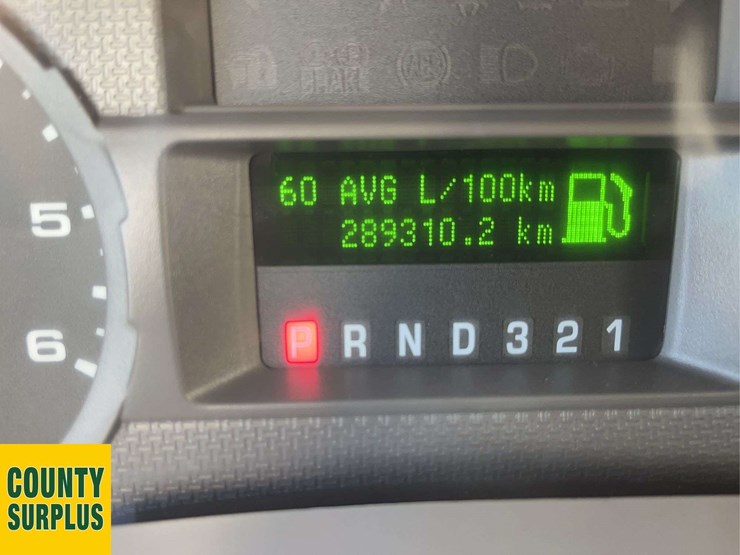 BRAKE
60 AVG L/100km
289310.2 km
5
6
P R N D 3 2 1
COUNTY
SURPLUS